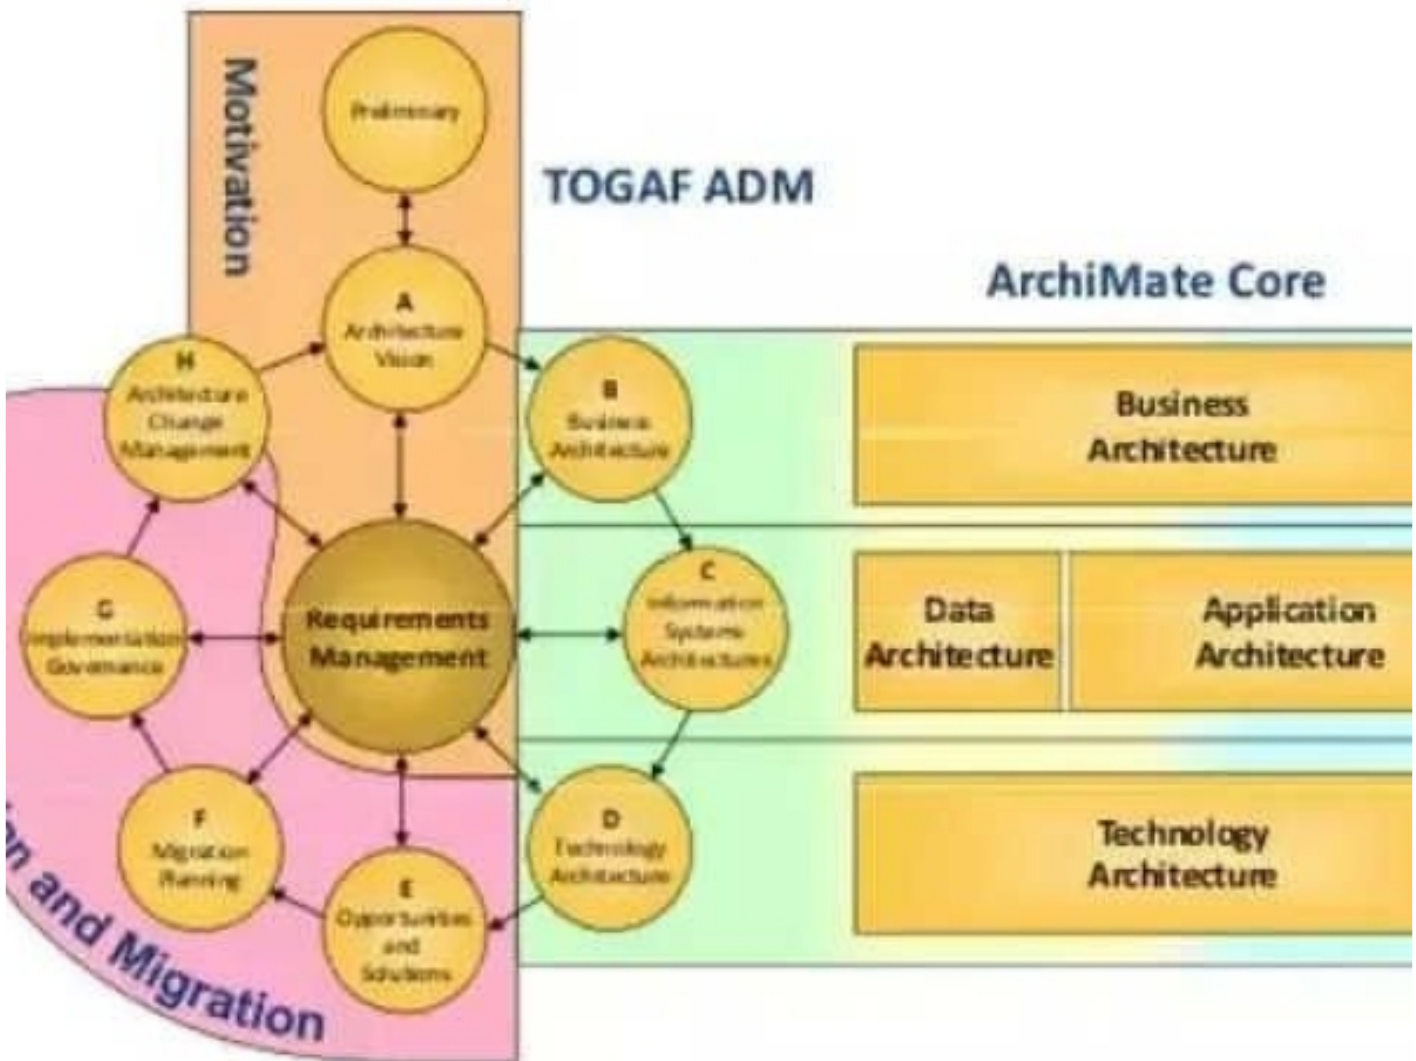 Motivation
Preliminary
TOGAF ADM
ArchiMate Core
A
Architecture
Vision
H
Architecture
Change
Management
B
Business
Architecture
Business
Architecture
C
Information
Systems
Architectures
Data
Architecture
Application
Architecture
G
Implementation
Governance
Requirements
Management
F
Migration
Planning
E
Opportunities
and
Solutions
D
Technology
Architecture
Technology
Architecture
and Migration